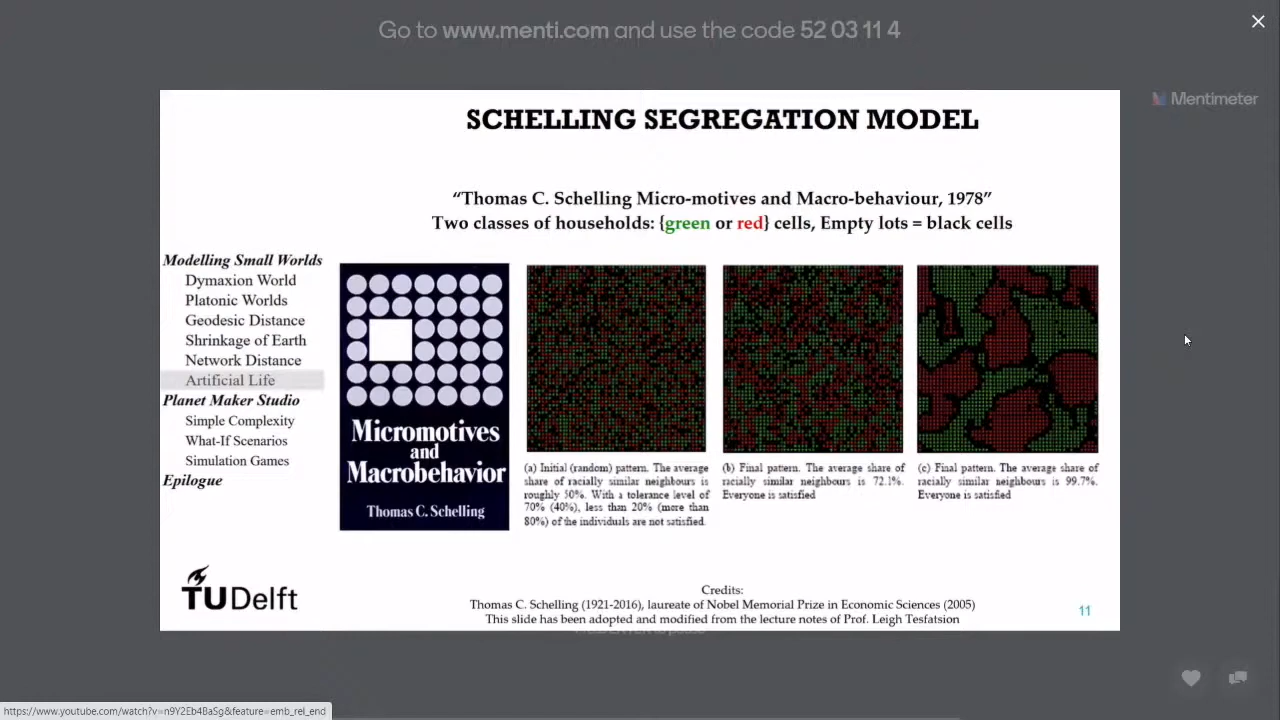 Go to www.menti.com and use the code 52 03 11 4
Mentimeter
SCHELLING SEGREGATION MODEL
“Thomas C. Schelling Micro-motives and Macro-behaviour, 1978”
Two classes of households: {green or red} cells, Empty lots = black cells
Modelling Small Worlds
Dymaxion World
Platonic Worlds
Geodesic Distance
Shrinkage of Earth
Network Distance
Artificial Life
Planet Maker Studio
Simple Complexity
What-If Scenarios
Simulation Games
Epilogue
Micromotives
and
Macrobehavior
Thomas C. Schelling
(a) Initial (random) pattern. The average
share of racially similar neighbours is
roughly 50%. With a tolerance level of
70% (40%), less than 20% (more than
80%) of the individuals are not satisfied.
(b) Final pattern. The average share of
racially similar neighbours is 72.1%.
Everyone is satisfied
(c) Final pattern. The average share of
racially similar neighbours is 99.7%.
Everyone is satisfied
TU Delft
Credits:
Thomas C. Schelling (1921-2016), laureate of Nobel Memorial Prize in Economic Sciences (2005)
This slide has been adopted and modified from the lecture notes of Prof. Leigh Tesfatsion
11
https://www.youtube.com/watch?v=n9Y2Eb4BaSg&feature=emb_rel_end